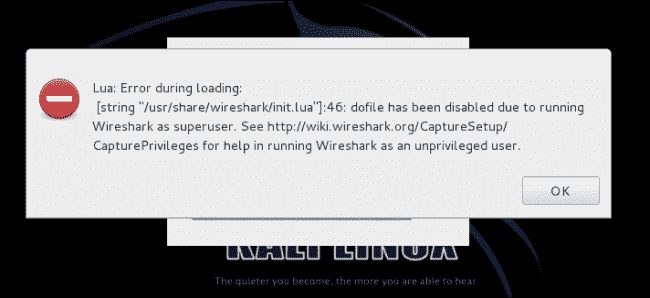 Lua: Error during loading:
[string "/usr/share/wireshark/init.lua"]:46: dofile has been disabled due to running
Wireshark as superuser. See http://wiki.wireshark.org/CaptureSetup/
CapturePrivileges for help in running Wireshark as an unprivileged user.
OK
KALI LINUX
The quieter you become, the more you are able to hear.